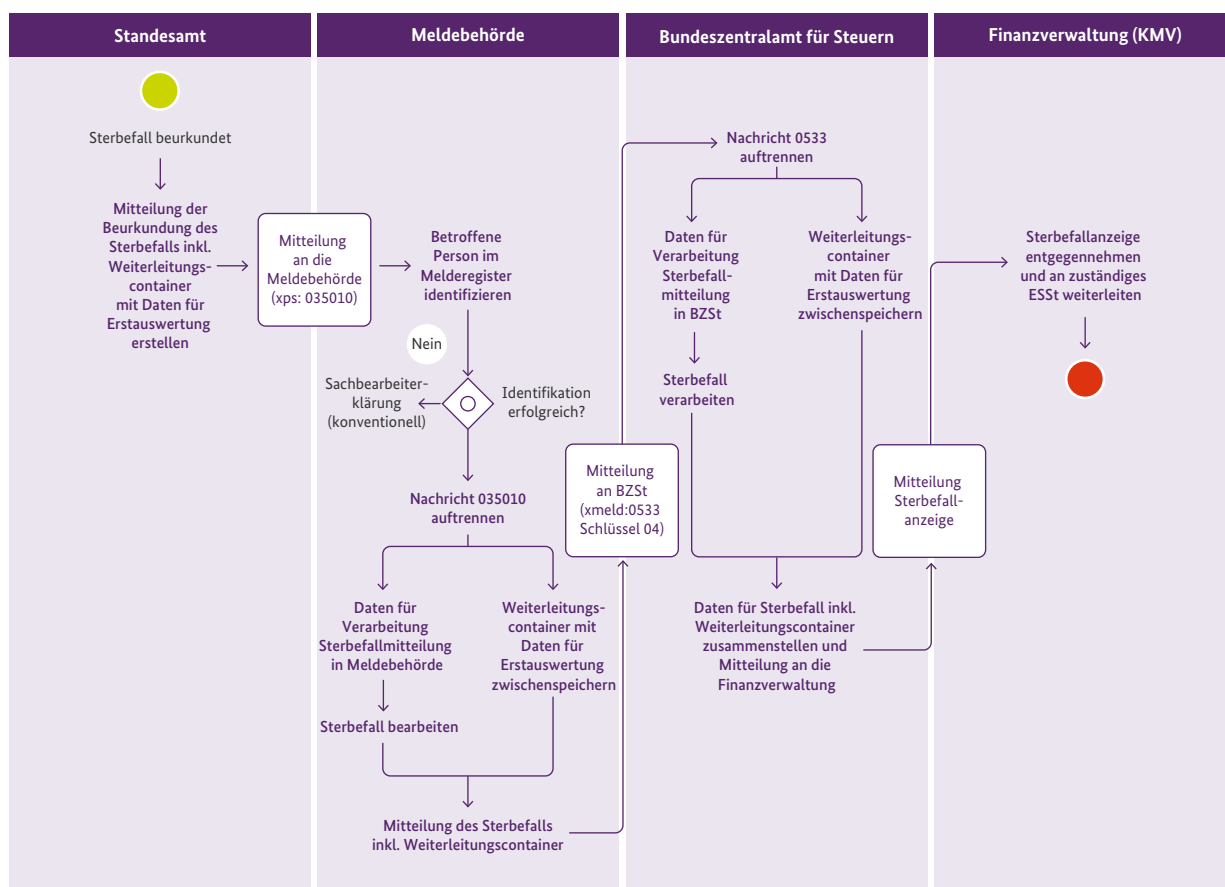 Standesamt
Meldebehörde
Bundeszentralamt für Steuern
Finanzverwaltung (KMV)
Sterbefall beurkundet
Mitteilung der
Beurkundung des
Sterbefalls inkl.
Weiterleitungs-
container
mit Daten für
Erstauswertung
erstellen
Mitteilung
an die
Meldebehörde
(xps: 035010)
Betroffene
Person im
Melderegister
identifizieren
Nein
Sachbearbeiter-
klärung
(konventionell)
Identifikation
erfolgreich?
Nachricht 035010
auftrennen
Daten für
Verarbeitung
Sterbefallmitteilung
in Meldebehörde
Weiterleitungs-
container mit
Daten für
Erstauswertung
zwischenspeichern
Sterbefall bearbeiten
Mitteilung des Sterbefalls
inkl. Weiterleitungscontainer
Mitteilung
an BZSt
(xmeld:0533
Schlüssel 04)
Nachricht 0533
auftrennen
Daten für
Verarbeitung
Sterbefall-
mitteilung
in BZSt
Weiterleitungs-
container
mit Daten für
Erstauswertung
zwischenspeichern
Sterbefall
verarbeiten
Daten für Sterbefall inkl.
Weiterleitungscontainer
zusammenstellen und
Mitteilung an die
Finanzverwaltung
Mitteilung
Sterbefall-
anzeige
Sterbefallanzeige
entgegennehmen
und an zuständiges
ESSt weiterleiten